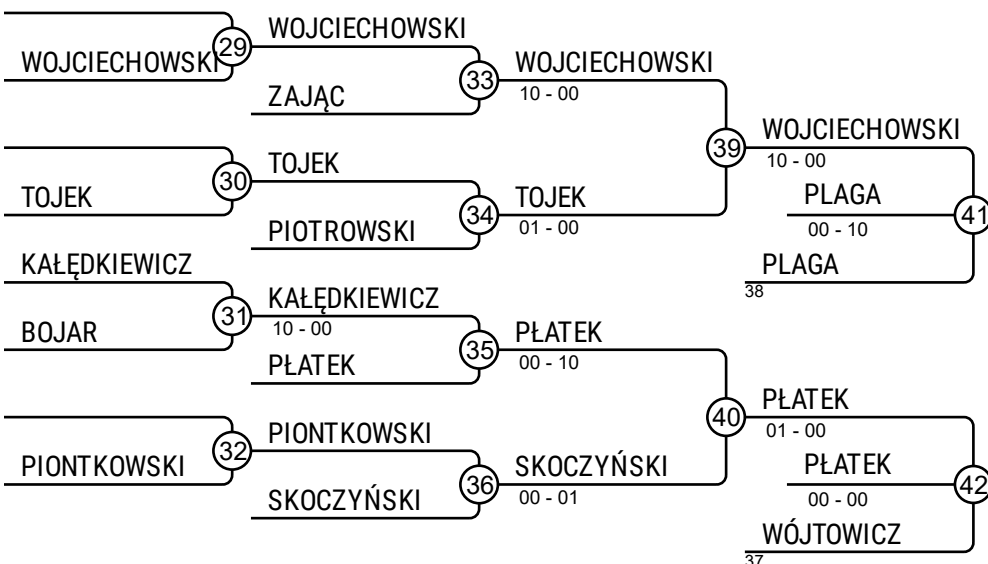 WOJCIECHOWSKI
29
WOJCIECHOWSKI
ZAJĄC
33
WOJCIECHOWSKI
10 - 00
TOJEK
30
TOJEK
PIOTROWSKI
34
TOJEK
01 - 00
39
WOJCIECHOWSKI
10 - 00
PLAGA
00 - 10
41
PLAGA
38
KAŁĘDKIEWICZ
BOJAR
31
KAŁĘDKIEWICZ
10 - 00
PŁATEK
35
PŁATEK
00 - 10
PIONTKOWSKI
32
PIONTKOWSKI
SKOCZYŃSKI
36
SKOCZYŃSKI
00 - 01
40
PŁATEK
01 - 00
PŁATEK
00 - 00
42
WÓJTOWICZ
37